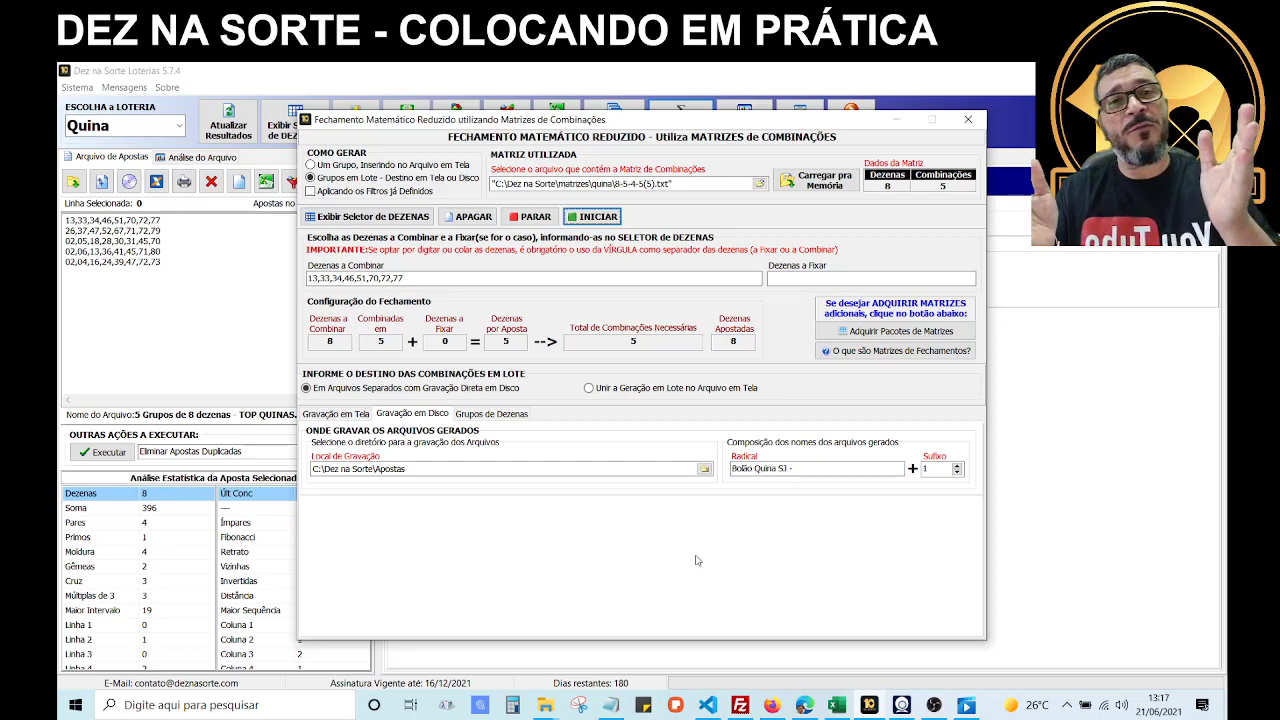 DEZ NA SORTE - COLOCANDO EM PRÁTICA
Dez na Sorte Loterias 5.7.4
Sistema Mensagens Sobre
ESCOLHA a LOTERIA
Quina
Atualizar
Resultados
Exibir Se
de DEZ
Arquivo de Apostas
Análise do Arquivo
Linha Selecionada: 0
Apostas no
13,33,34,46,51,70,72,77
26,37,47,52,67,71,72,79
02,05,18,28,30,31,45,70
02,06,13,36,41,45,71,80
02,04,16,24,39,47,72,73
Nome do Arquivo:5 Grupos de 8 dezenas - TOP QUINAS.
OUTRAS AÇÕES A EXECUTAR:
Executar
Eliminar Apostas Duplicadas
Análise Estatística da Aposta Selecionad
Dezenas 8 Últ Conc
Soma 396 ---
Pares 4 Ímpares
Primos 1 Fibonacci
Moldura 4 Retrato
Gêmeas 2 Vizinhas
Cruz 3 Invertidas
Múltiplas de 3 3 Distância
Maior Intervalo 19 Maior Sequência
Linha 1 0 Coluna 1
Linha 2 1 Coluna 2 1
Linha 3 0 Coluna 3 2
Linha 4 2 Coluna 4 1
Fechamento Matemático Reduzido utilizando Matrizes de Combinações
FECHAMENTO MATEMÁTICO REDUZIDO - Utiliza MATRIZES de COMBINAÇÕES
COMO GERAR
Um Grupo, Inserindo no Arquivo em Tela
Grupos em Lote - Destino em Tela ou Disco
Aplicando os Filtros já Definidos
MATRIZ UTILIZADA
Selecione o arquivo que contém a Matriz de Combinações
"C:\Dez na Sorte\matrizes\quina\8-5-4-5(5).txt"
Carregar pra
Memória
Dados da Matriz
Dezenas Combinações
8 5
Exibir Seletor de DEZENAS
APAGAR
PARAR
INICIAR
Escolha as Dezenas a Combinar e a Fixar(se for o caso), informando-as no SELETOR de DEZENAS
IMPORTANTE:Se optar por digitar ou colar as dezenas, é obrigatório o uso da VÍRGULA como separador das dezenas (a Fixar ou a Combinar)
Dezenas a Combinar
13,33,34,46,51,70,72,77
Dezenas a Fixar
Configuração do Fechamento
Dezenas a
Combinar
8
Combinadas
em
5
+
Dezenas a
Fixar
0
=
Dezenas
por Aposta
5
-->
Total de Combinações Necessárias
5
Dezenas
Apostadas
8
Se desejar ADQUIRIR MATRIZES
adicionais, clique no botão abaixo:
Adquirir Pacotes de Matrizes
O que são Matrizes de Fechamentos?
INFORME O DESTINO DAS COMBINAÇÕES EM LOTE
Em Arquivos Separados com Gravação Direta em Disco
Unir a Geração em Lote no Arquivo em Tela
Gravação em Tela
Gravação em Disco
Grupos de Dezenas
ONDE GRAVAR OS ARQUIVOS GERADOS
Selecione o diretório para a gravação dos Arquivos
Local de Gravação
C:\Dez na Sorte\Apostas
Composição dos nomes dos arquivos gerados
Radical
Bolão Quina SJ -
+
Sufixo
1
You Tube
E-Mail: contato@deznasorte.com
Assinatura Vigente até: 16/12/2021
Dias restantes: 180
Digite aqui para pesquisar
26°C
13:17
21/06/2021